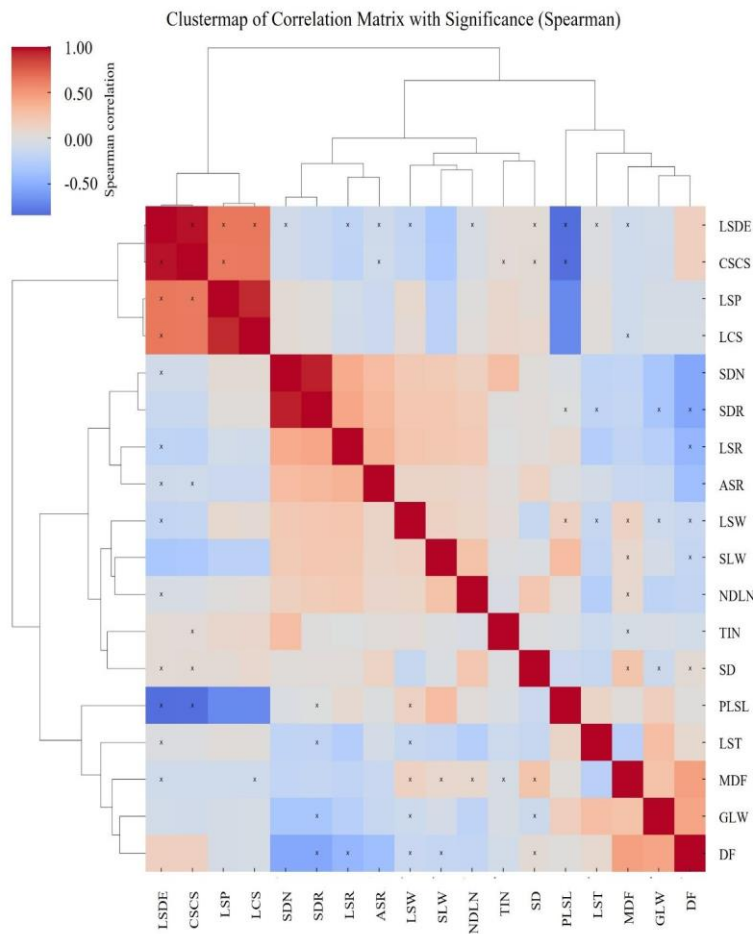 Clustermap of Correlation Matrix with Significance (Spearman)
1.00
0.50
0.00
-0.50
Spearman correlation
LSDE
CSCS
LSP
LCS
SDN
SDR
LSR
ASR
LSW
SLW
NDLN
TIN
SD
PLSL
LST
MDF
GLW
DF
LSDE
CSCS
LSP
LCS
SDN
SDR
LSR
ASR
LSW
SLW
NDLN
TIN
SD
PLSL
LST
MDF
GLW
DF